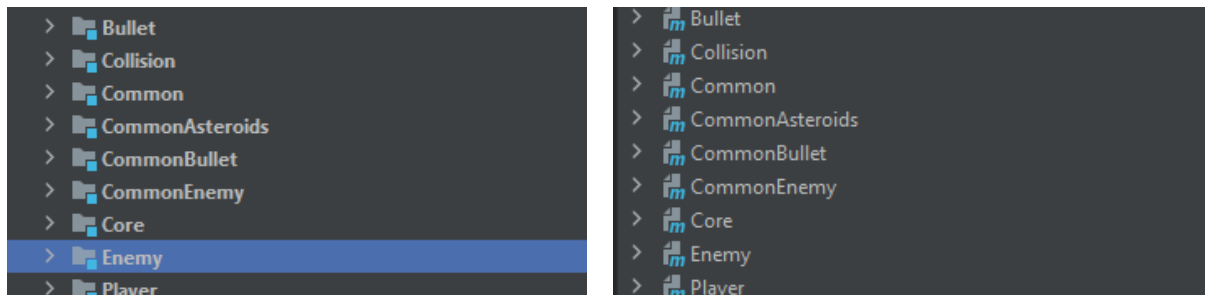 Bullet
Collision
Common
CommonAsteroids
CommonBullet
CommonEnemy
Core
Enemy
Player
Bullet
Collision
Common
CommonAsteroids
CommonBullet
CommonEnemy
Core
Enemy
Player